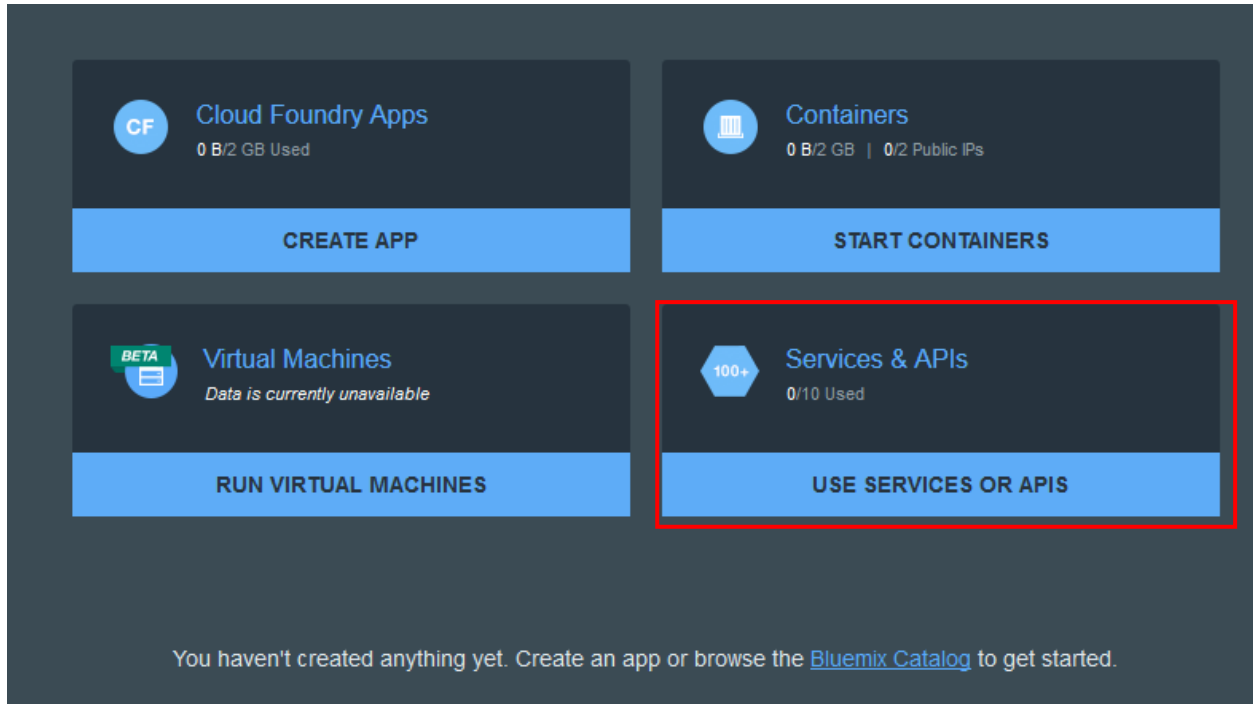 CF
Cloud Foundry Apps
0 B/2 GB Used
CREATE APP
Containers
0 B/2 GB | 0/2 Public IPs
START CONTAINERS
BETA
Virtual Machines
Data is currently unavailable
RUN VIRTUAL MACHINES
100+
Services & APIs
0/10 Used
USE SERVICES OR APIS
You haven't created anything yet. Create an app or browse the Bluemix Catalog to get started.